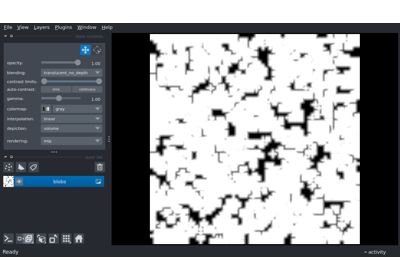 File View Layers Plugins Window Help
opacity: 1.00
blending: translucent_no_depth
contrast limits:
auto-contrast: once continuous
gamma: 1.00
colormap: gray
interpolation: linear
depiction: volume
rendering: mip
blobs
Ready activity